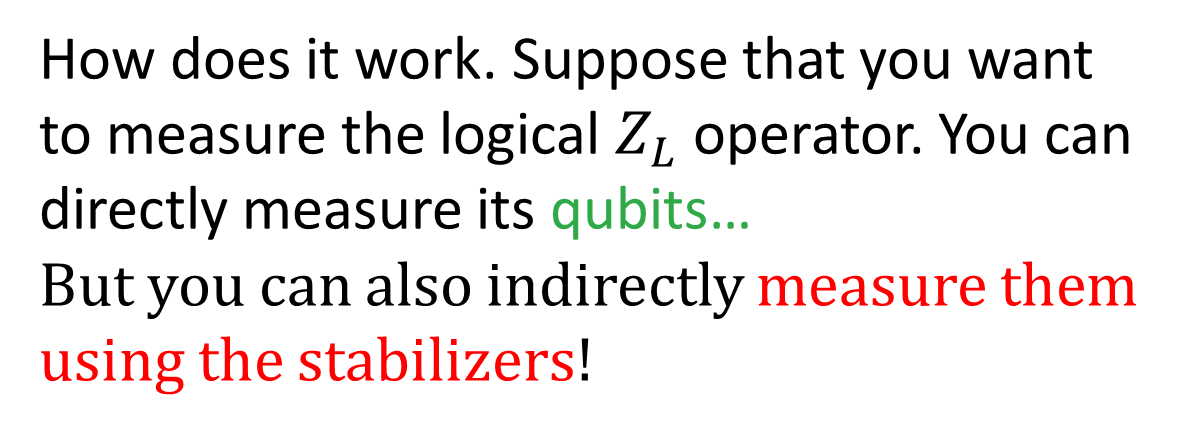 How does it work. Suppose that you want
to measure the logical Z_L operator. You can
directly measure its qubits…
But you can also indirectly measure them
using the stabilizers!